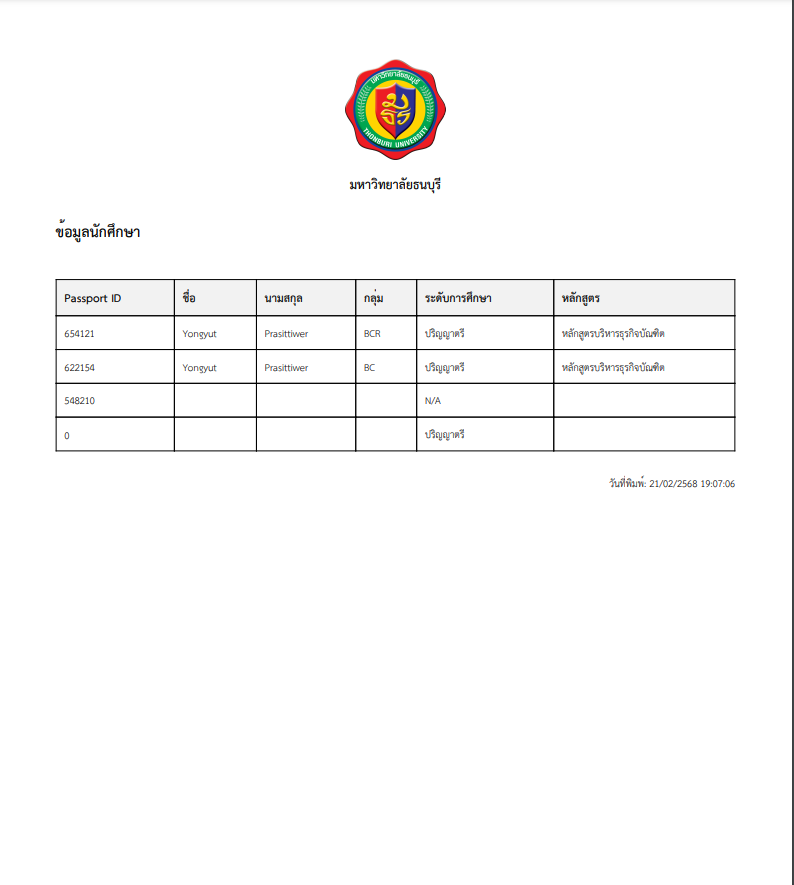 มหาวิทยาลัยธนบุรี
THONBURI UNIVERSITY
มหาวิทยาลัยธนบุรี
ข้อมูลนักศึกษา
Passport ID ชื่อ นามสกุล กลุ่ม ระดับการศึกษา หลักสูตร
654121 Yongyut Prasittiwer BCR ปริญญาตรี หลักสูตรบริหารธุรกิจบัณฑิต
622154 Yongyut Prasittiwer BC ปริญญาตรี หลักสูตรบริหารธุรกิจบัณฑิต
548210 N/A
0 ปริญญาตรี
วันที่พิมพ์: 21/02/2568 19:07:06